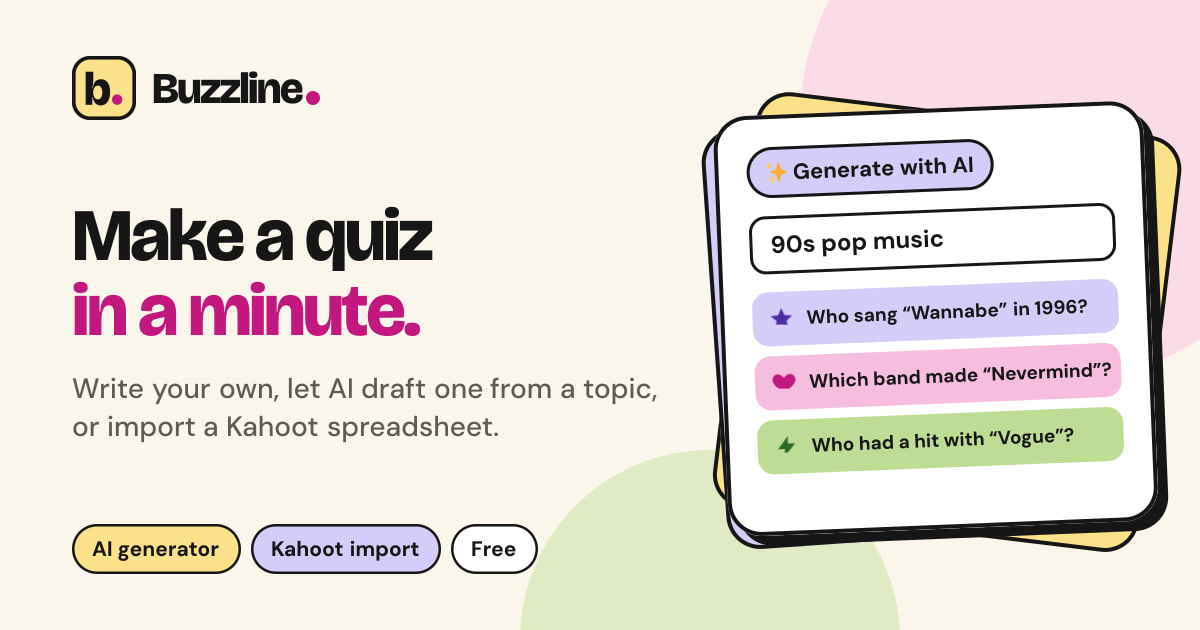 b.
Buzzline.
Make a quiz
in a minute.
Write your own, let AI draft one from a topic,
or import a Kahoot spreadsheet.
AI generator
Kahoot import
Free
✨ Generate with AI
90s pop music
Who sang “Wannabe” in 1996?
Which band made “Nevermind”?
Who had a hit with “Vogue”?